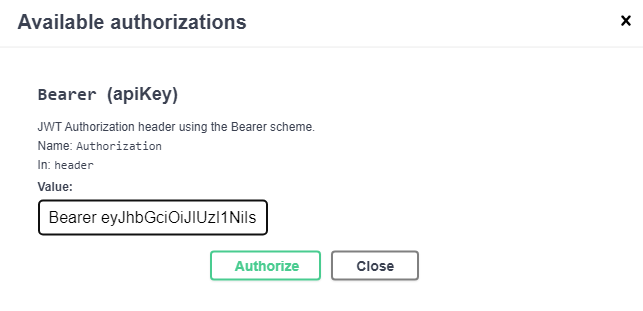 Available authorizations
×
Bearer (apiKey)
JWT Authorization header using the Bearer scheme.
Name: Authorization
In: header
Value:
Bearer eyJhbGciOiJIUzI1NiIs
Authorize Close